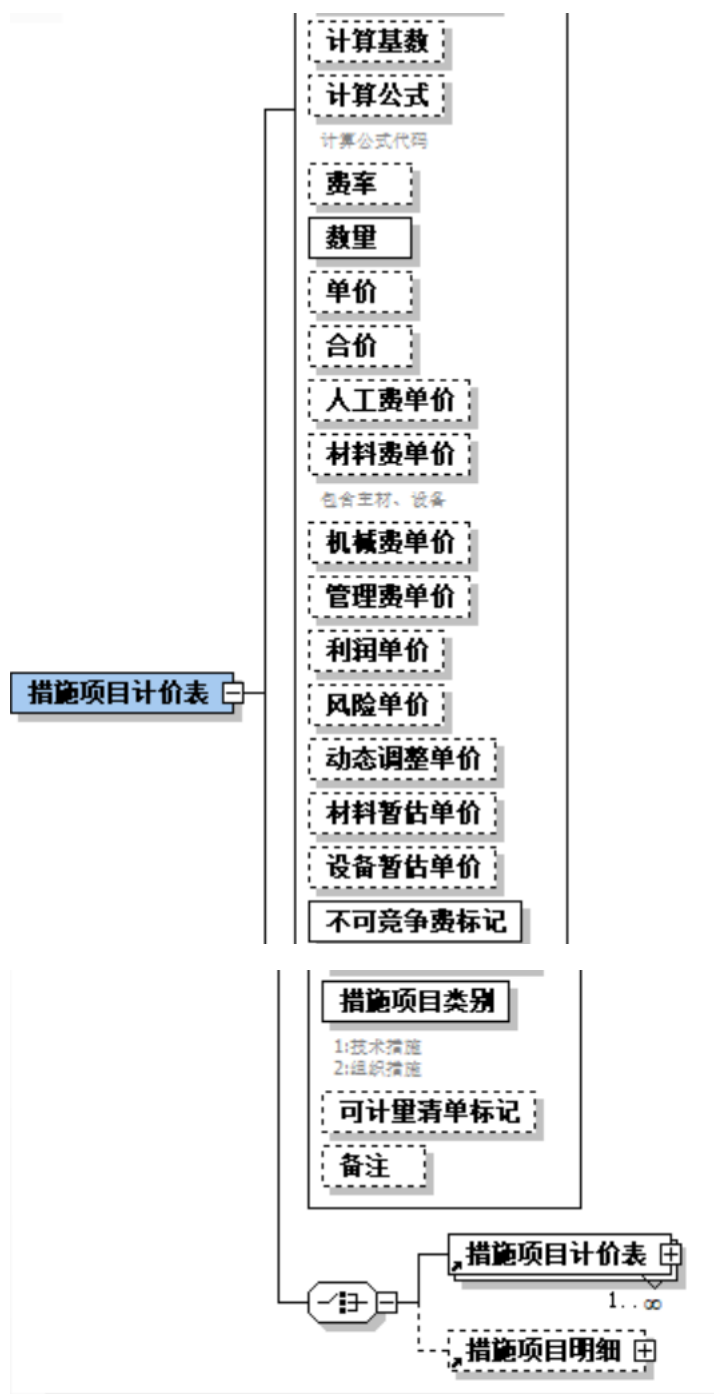 计算基数
计算公式
计算公式代码
费率
数量
单价
合价
人工费单价
材料费单价
包含主材、设备
机械费单价
管理费单价
利润单价
措施项目计价表
风险单价
动态调整单价
材料暂估单价
设备暂估单价
不可竞争费标记
措施项目类别
1:技术措施
2:组织措施
可计量清单标记
备注
措施项目计价表
1..∞
措施项目明细